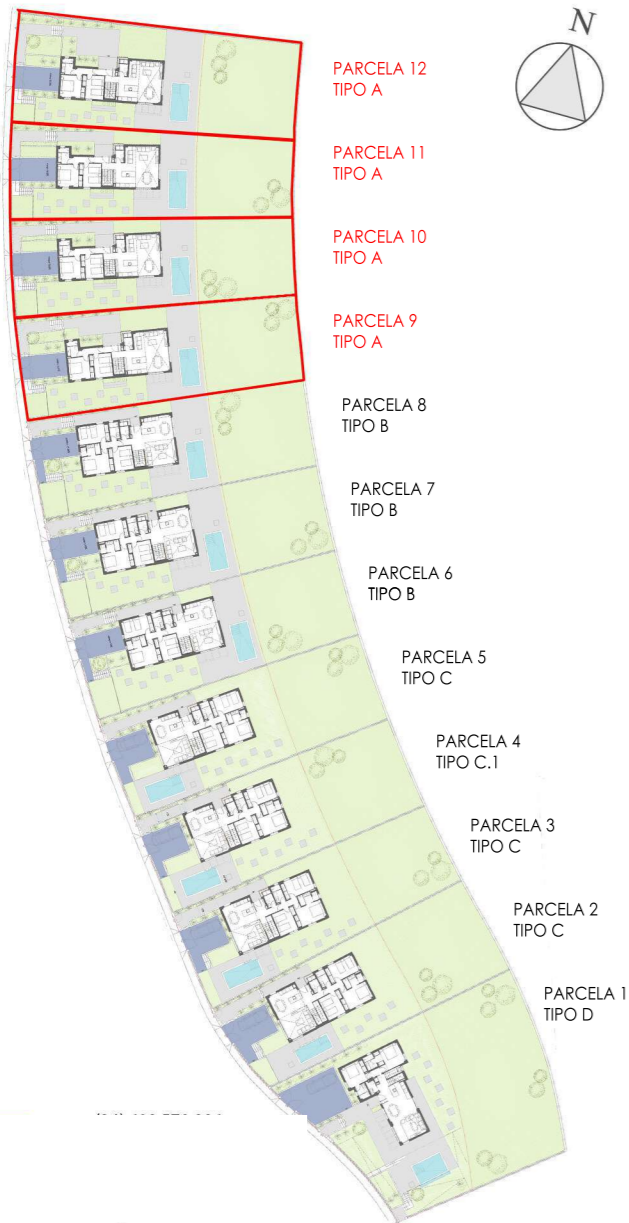 N
PARCELA 12
TIPO A
PARCELA 11
TIPO A
PARCELA 10
TIPO A
PARCELA 9
TIPO A
PARCELA 8
TIPO B
PARCELA 7
TIPO B
PARCELA 6
TIPO B
PARCELA 5
TIPO C
PARCELA 4
TIPO C.1
PARCELA 3
TIPO C
PARCELA 2
TIPO C
PARCELA 1
TIPO D